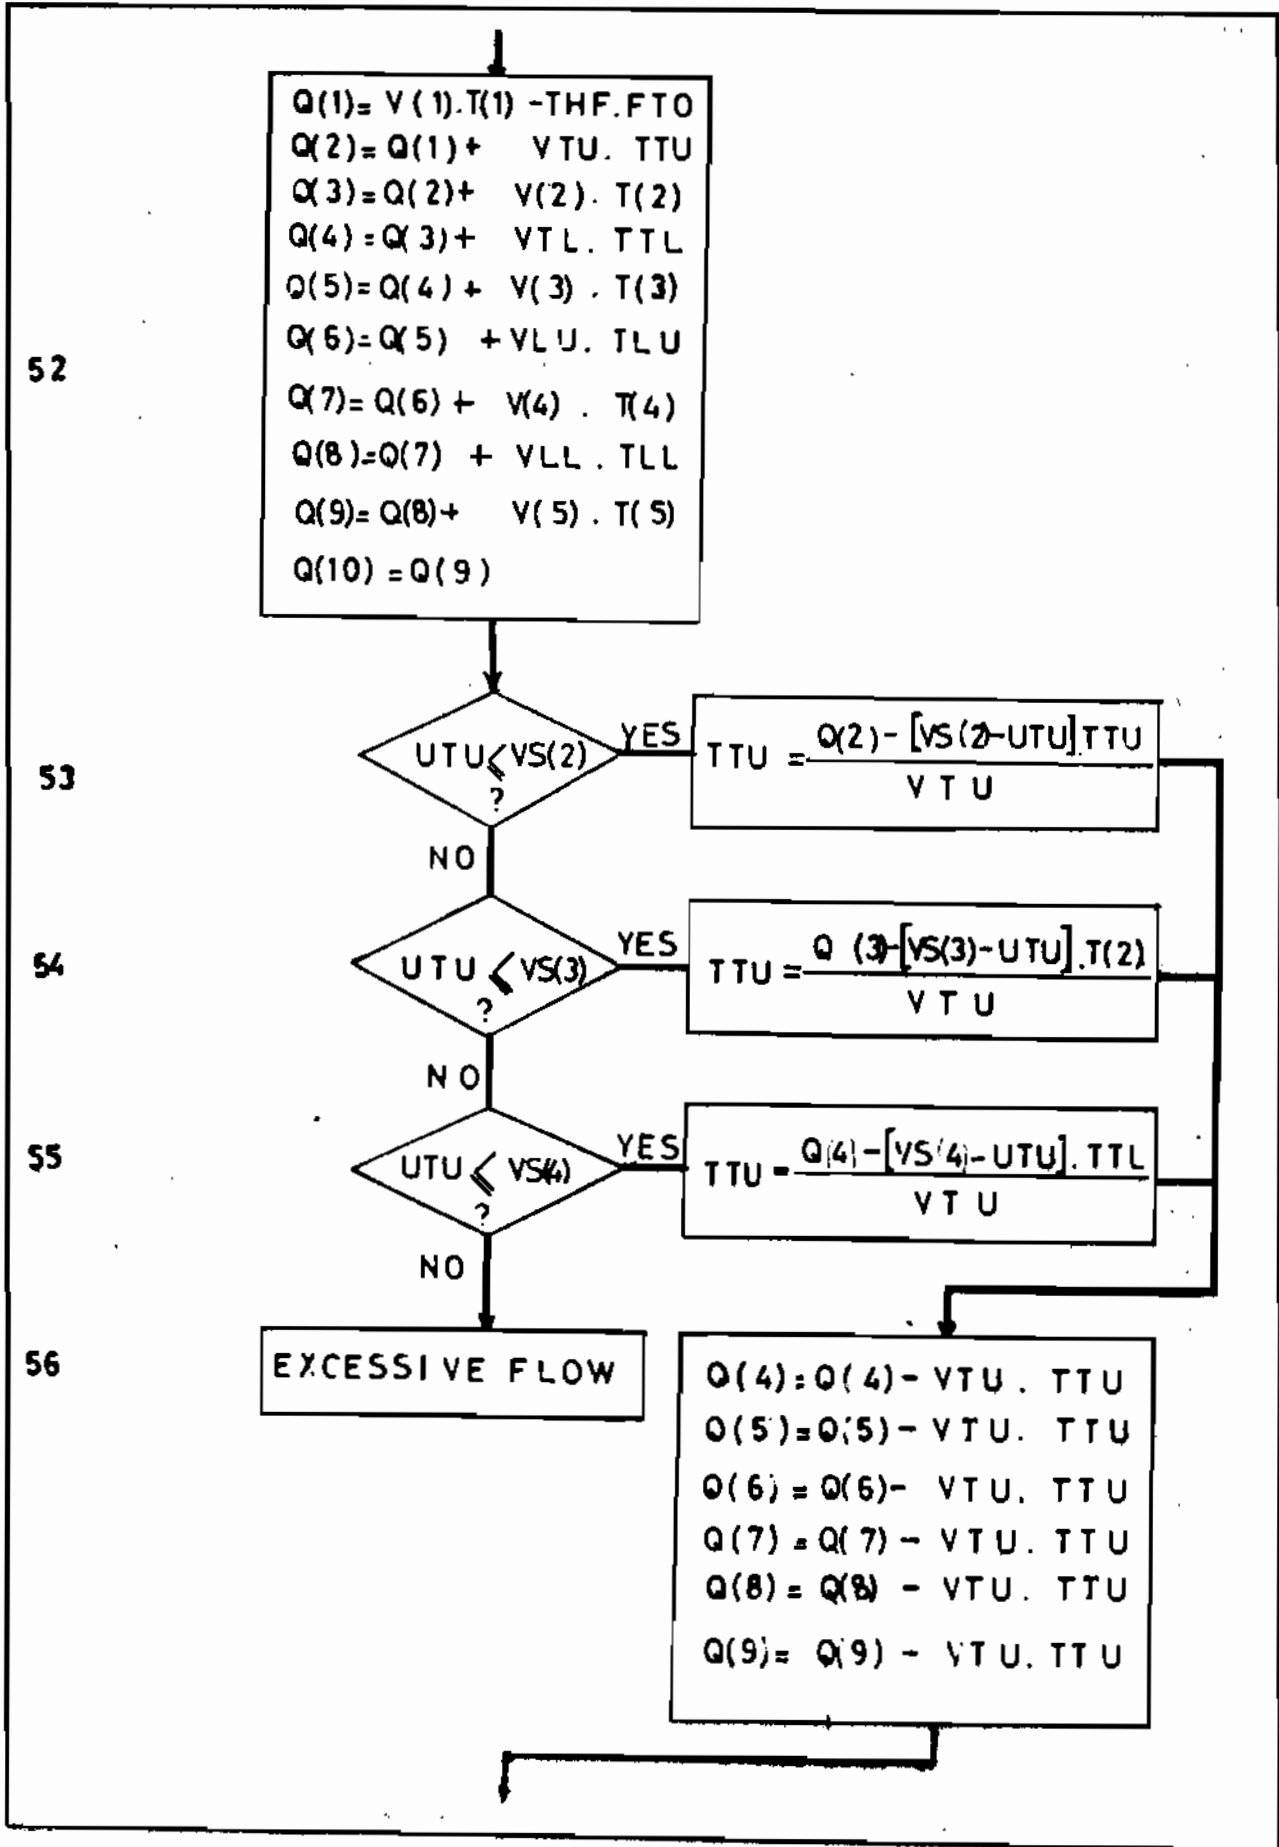 Q(1)= V(1).T(1) -THF.FTO
Q(2)=Q(1)+ VTU. TTU
Q(3)=Q(2)+ V(2). T(2)
Q(4)=Q(3)+ VTL. TTL
Q(5)=Q(4)+ V(3). T(3)
Q(6)=Q(5) +VLU. TLU
52
Q(7)=Q(6)+ V(4). T(4)
Q(8)=Q(7) + VLL. TLL
Q(9)=Q(8)+ V(5). T(5)
Q(10)=Q(9)
53
UTU⩽VS(2)
?
YES
TTU = Q(2)-[VS(2)-UTU].TTU
VTU
NO
54
UTU⩽VS(3)
?
YES
TTU = Q(3)-[VS(3)-UTU].T(2)
VTU
NO
55
UTU⩽VS(4)
?
YES
TTU = Q(4)-[VS(4)-UTU].TTL
VTU
NO
56
EXCESSIVE FLOW
Q(4)=Q(4)- VTU. TTU
Q(5)=Q(5)- VTU. TTU
Q(6)=Q(6)- VTU. TTU
Q(7)=Q(7)- VTU. TTU
Q(8)=Q(8)- VTU. TTU
Q(9)=Q(9)- VTU. TTU